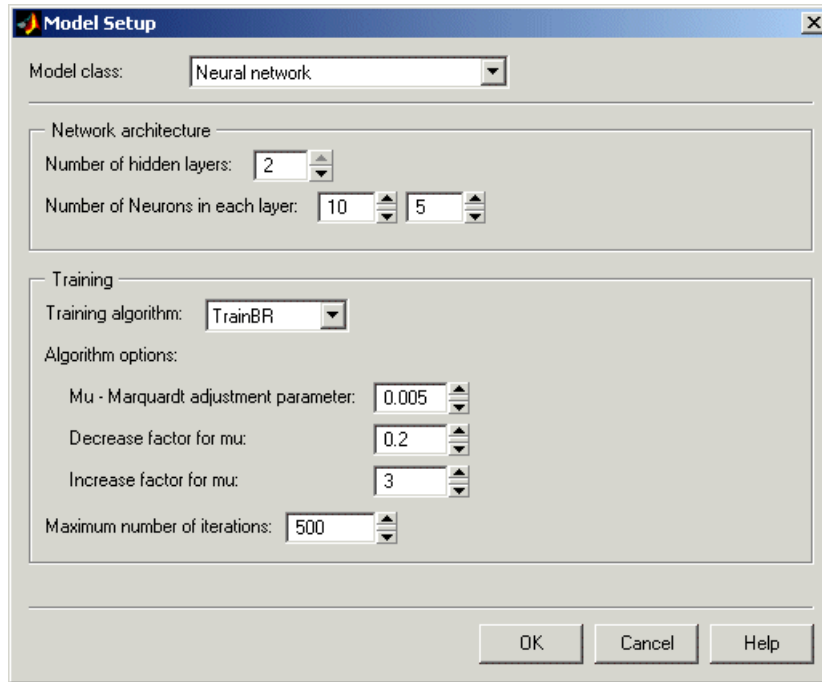 Model Setup
Model class: Neural network
Network architecture
Number of hidden layers: 2
Number of Neurons in each layer: 10 5
Training
Training algorithm: TrainBR
Algorithm options:
Mu - Marquardt adjustment parameter: 0.005
Decrease factor for mu: 0.2
Increase factor for mu: 3
Maximum number of iterations: 500
OK Cancel Help